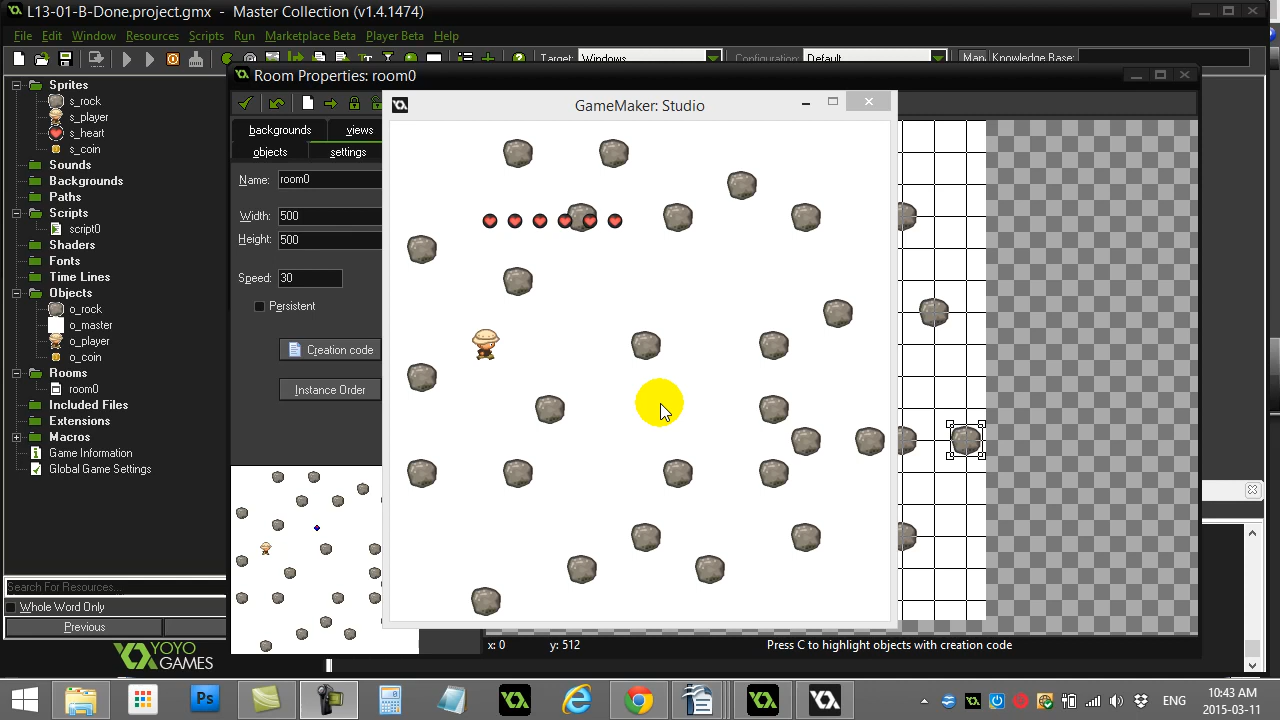 L13-01-B-Done.project.gmx - Master Collection (v1.4.1474)
File Edit Window Resources Scripts Run Marketplace Beta Player Beta Help
Target: Windows Configuration: Default Man Knowledge Base:
Sprites
s_rock
s_player
s_heart
s_coin
Sounds
Backgrounds
Paths
Scripts
script0
Shaders
Fonts
Time Lines
Objects
o_rock
o_master
o_player
o_coin
Rooms
room0
Included Files
Extensions
Macros
Game Information
Global Game Settings
Search For Resources...
Whole Word Only
Previous
YOYO
GAMES
Room Properties: room0
backgrounds views
objects settings
Name: room0
Width: 500
Height: 500
Speed: 30
Persistent
Creation code
Instance Order
GameMaker: Studio
x: 0 y: 512 Press C to highlight objects with creation code
Ps
ENG
10:43 AM
2015-03-11